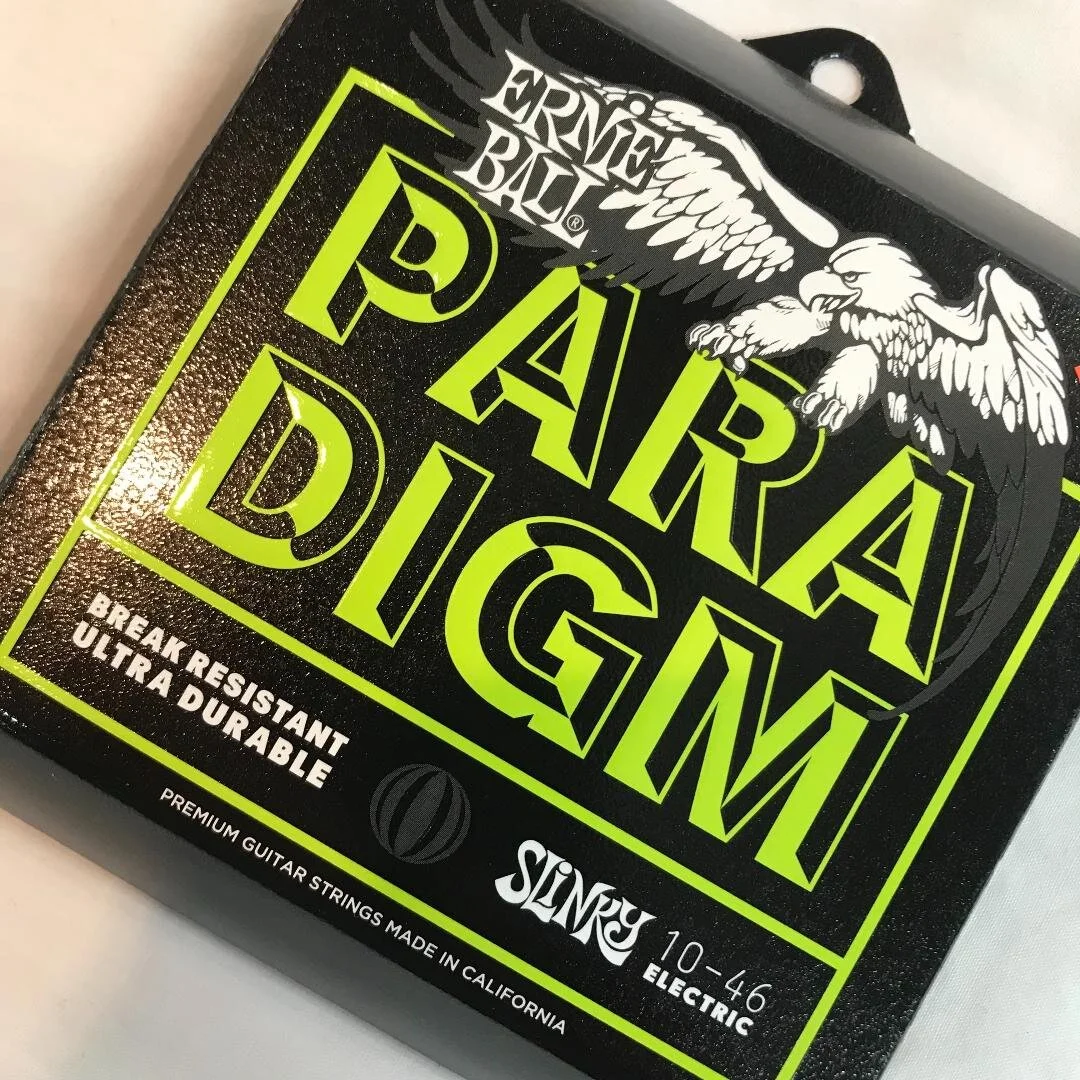 ERNIE
BALL®
PARA
DIGM
BREAK RESISTANT
ULTRA DURABLE
SLINKY
10-46
ELECTRIC
PREMIUM GUITAR STRINGS MADE IN CALIFORNIA